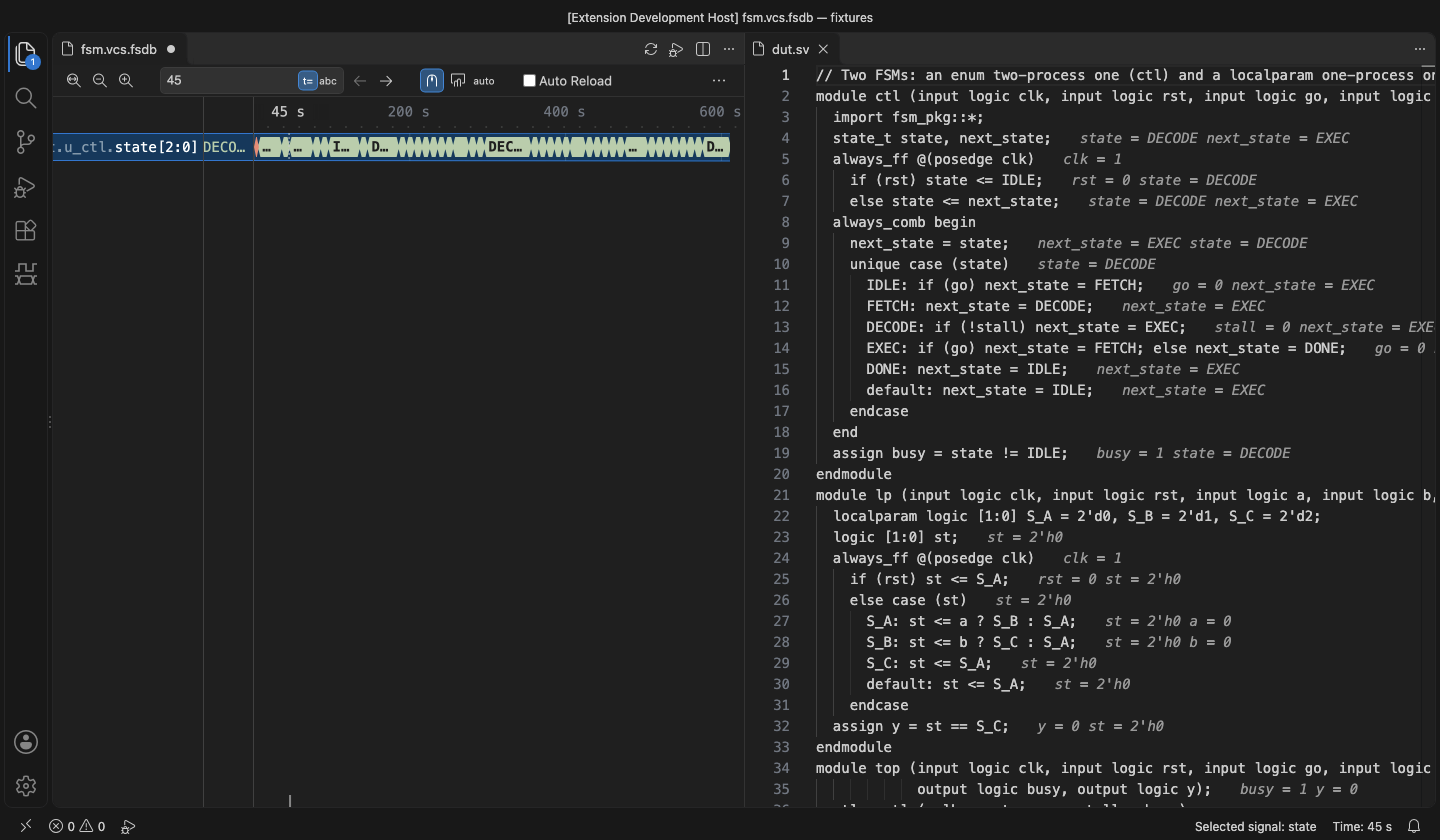 [Extension Development Host] fsm.vcs.fsdb — fixtures
1
fsm.vcs.fsdb
45
t= abc
auto
Auto Reload
45 s 200 s 400 s 600 s
.u_ctl.state[2:0] DECO… … … I… D… DEC… … D…
dut.sv
1 // Two FSMs: an enum two-process one (ctl) and a localparam one-process
2 module ctl (input logic clk, input logic rst, input logic go, input logic
3 import fsm_pkg::*;
4 state_t state, next_state; state = DECODE next_state = EXEC
5 always_ff @(posedge clk) clk = 1
6 if (rst) state <= IDLE; rst = 0 state = DECODE
7 else state <= next_state; state = DECODE next_state = EXEC
8 always_comb begin
9 next_state = state; next_state = EXEC state = DECODE
10 unique case (state) state = DECODE
11 IDLE: if (go) next_state = FETCH; go = 0 next_state = EXEC
12 FETCH: next_state = DECODE; next_state = EXEC
13 DECODE: if (!stall) next_state = EXEC; stall = 0 next_state = EXE
14 EXEC: if (go) next_state = FETCH; else next_state = DONE; go = 0
15 DONE: next_state = IDLE; next_state = EXEC
16 default: next_state = IDLE; next_state = EXEC
17 endcase
18 end
19 assign busy = state != IDLE; busy = 1 state = DECODE
20 endmodule
21 module lp (input logic clk, input logic rst, input logic a, input logic b,
22 localparam logic [1:0] S_A = 2'd0, S_B = 2'd1, S_C = 2'd2;
23 logic [1:0] st; st = 2'h0
24 always_ff @(posedge clk) clk = 1
25 if (rst) st <= S_A; rst = 0 st = 2'h0
26 else case (st) st = 2'h0
27 S_A: st <= a ? S_B : S_A; st = 2'h0 a = 0
28 S_B: st <= b ? S_C : S_A; st = 2'h0 b = 0
29 S_C: st <= S_A; st = 2'h0
30 default: st <= S_A; st = 2'h0
31 endcase
32 assign y = st == S_C; y = 0 st = 2'h0
33 endmodule
34 module top (input logic clk, input logic rst, input logic go, input logic
35 output logic busy, output logic y); busy = 1 y = 0
0 0
Selected signal: state Time: 45 s